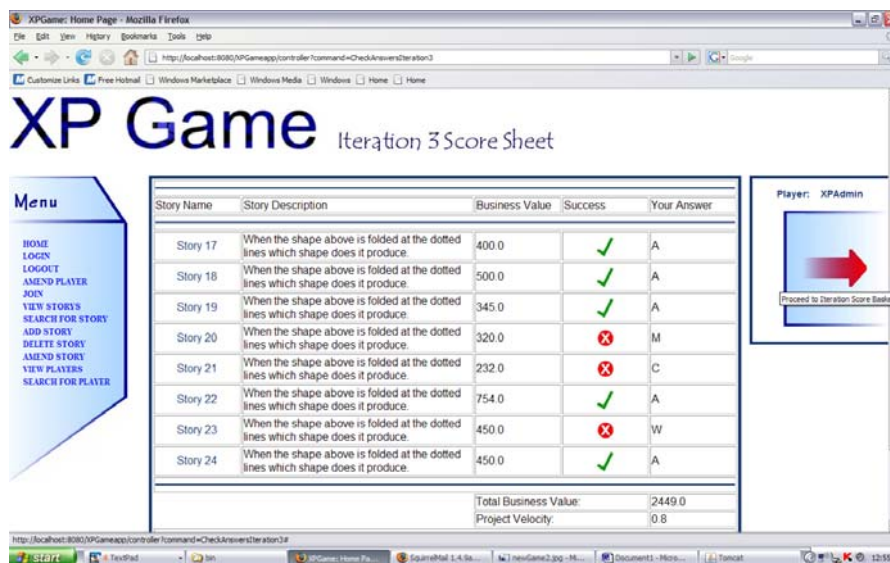 XPGame: Home Page - Mozilla Firefox
File Edit View History Bookmarks Tools Help
http://localhost:8080/XPGameapp/controller?command=CheckAnswersIteration3
Google
Customize Links Free Hotmail Windows Marketplace Windows Media Windows Home Home
XP Game Iteration 3 Score Sheet
Menu
HOME
LOGIN
LOGOUT
AMEND PLAYER
JOIN
VIEW STORYS
SEARCH FOR STORY
ADD STORY
DELETE STORY
AMEND STORY
VIEW PLAYERS
SEARCH FOR PLAYER
Story Name Story Description Business Value Success Your Answer
Story 17 When the shape above is folded at the dotted
lines which shape does it produce. 400.0 A
Story 18 When the shape above is folded at the dotted
lines which shape does it produce. 500.0 A
Story 19 When the shape above is folded at the dotted
lines which shape does it produce. 345.0 A
Story 20 When the shape above is folded at the dotted
lines which shape does it produce. 320.0 M
Story 21 When the shape above is folded at the dotted
lines which shape does it produce. 232.0 C
Story 22 When the shape above is folded at the dotted
lines which shape does it produce. 754.0 A
Story 23 When the shape above is folded at the dotted
lines which shape does it produce. 450.0 W
Story 24 When the shape above is folded at the dotted
lines which shape does it produce. 450.0 A
Total Business Value: 2449.0
Project Velocity: 0.8
Player: XPAdmin
Proceed to Iteration Score Baske
http://localhost:8080/XPGameapp/controller?command=CheckAnswersIteration3#
start 4 TextPad bin XPGame: Home Pa... SquirrelMail 1.4.9a... newGame2.jpg - M... Document1 - Micro... Tomcat 12:55